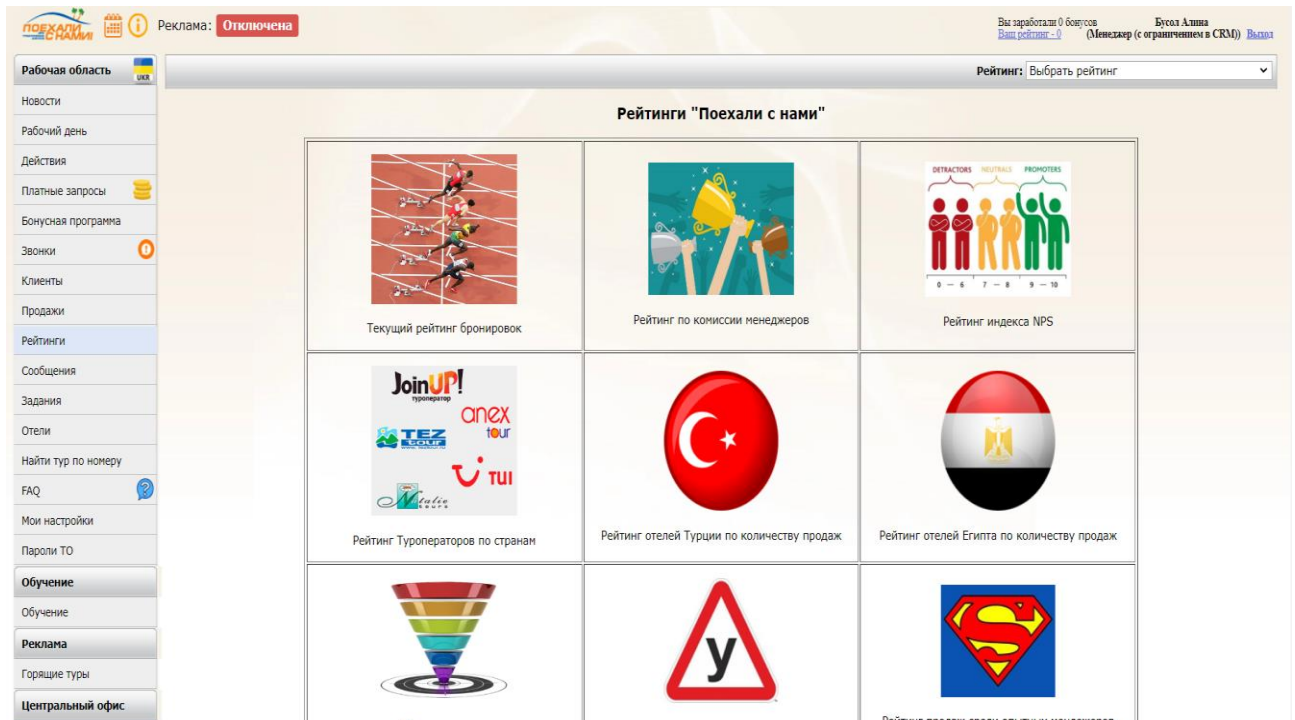 ПОЕХАЛИ
С НАМИ
Реклама: Отключена
Вы заработали 0 бонусов
Ваш рейтинг - 0
Бусол Алина
(Менеджер (с ограничением в CRM)) Выход
Рабочая область
UKR
Рейтинг: Выбрать рейтинг
Новости
Рабочий день
Действия
Платные запросы
Бонусная программа
Звонки
Клиенты
Продажи
Рейтинги
Сообщения
Задания
Отели
Найти тур по номеру
FAQ
Мои настройки
Пароли ТО
Обучение
Обучение
Реклама
Горящие туры
Центральный офис
Рейтинги "Поехали с нами"
Текущий рейтинг бронировок
Рейтинг по комиссии менеджеров
DETRACTORS NEUTRALS PROMOTERS
0 — 6 7 — 8 9 — 10
Рейтинг индекса NPS
JoinUP!
туроператор
anex
tour
TEZ
TOUR
TUI
Natalie
tours
Рейтинг Туроператоров по странам
Рейтинг отелей Турции по количеству продаж
Рейтинг отелей Египта по количеству продаж
у
S
Рейтинг продаж среди опытных менеджеров